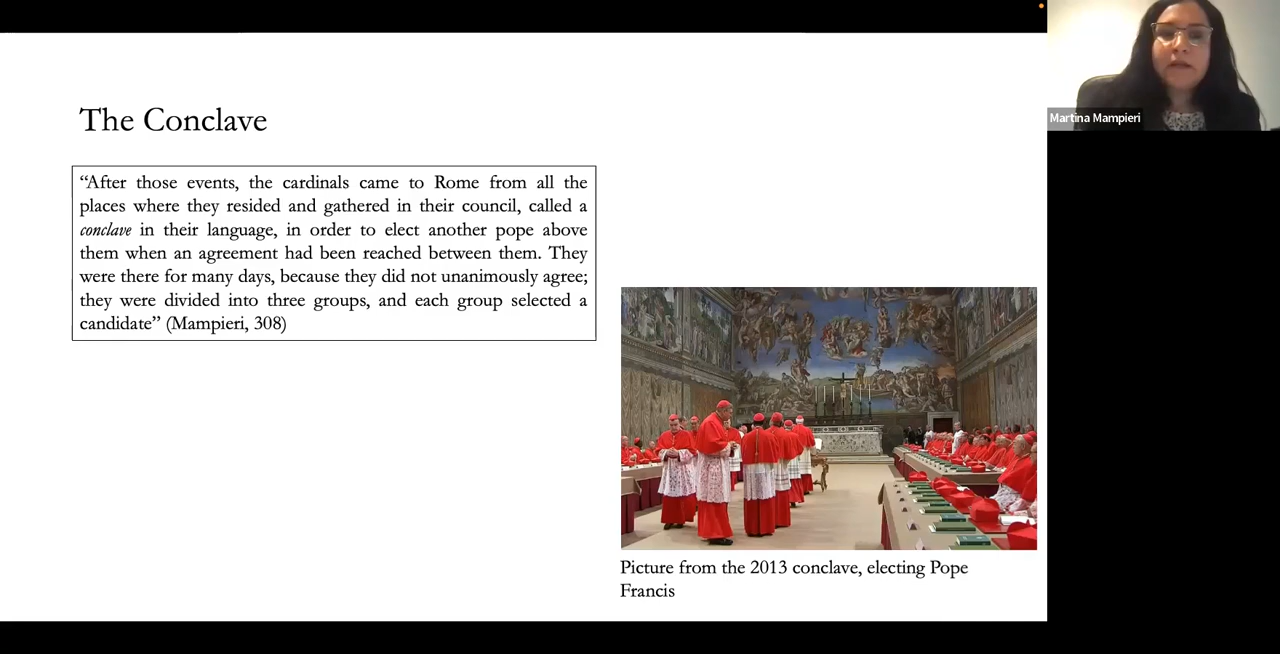 The Conclave
“After those events, the cardinals came to Rome from all the
places where they resided and gathered in their council, called a
conclave in their language, in order to elect another pope above
them when an agreement had been reached between them. They
were there for many days, because they did not unanimously agree;
they were divided into three groups, and each group selected a
candidate” (Mampieri, 308)
Picture from the 2013 conclave, electing Pope
Francis
Martina Mampieri